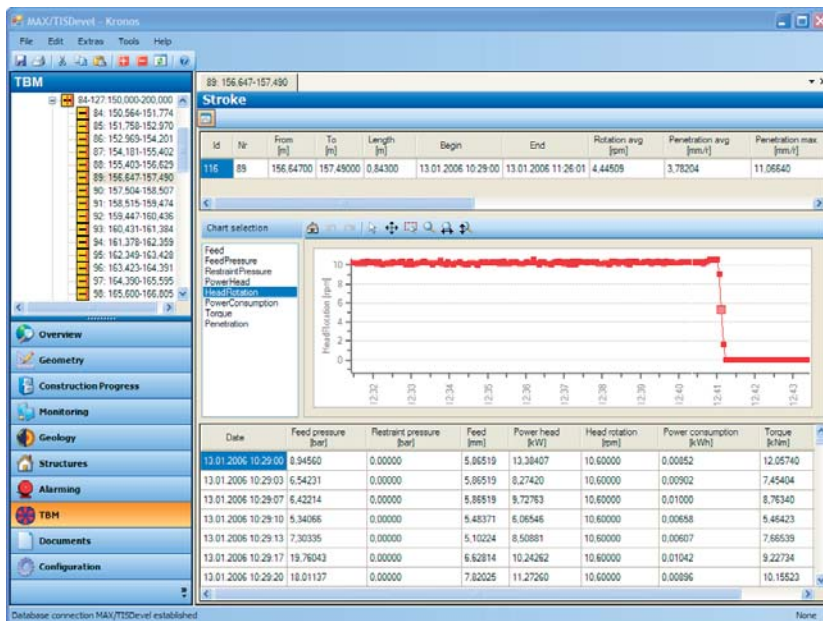 MAX/TISDevel - Kronos
File Edit Extras Tools Help
TBM
84-127:150,000-200,000
84: 150,564-151,774
85: 151,758-152,970
86: 152,969-154,201
87: 154,181-155,402
88: 155,403-156,629
89: 156,647-157,490
90: 157,504-158,507
91: 158,515-159,474
92: 159,447-160,436
93: 160,431-161,384
94: 161,378-162,359
95: 162,349-163,428
96: 163,423-164,391
97: 164,390-165,595
98: 165,600-166,805
Overview
Geometry
Construction Progress
Monitoring
Geology
Structures
Alarming
TBM
Documents
Configuration
89: 156,647-157,490
Stroke
Id Nr From [m] To [m] Length [m] Begin End Rotation avg [rpm] Penetration avg [mm/r] Penetration max [mm/r]
116 89 156,64700 157,49000 0,84300 13.01.2006 10:29:00 13.01.2006 11:26:01 4,44509 3,78204 11,06640
Chart selection
Feed
FeedPressure
RestraintPressure
PowerHead
HeadRotation
PowerConsumption
Torque
Penetration
HeadRotation [rpm]
10
8
6
4
2
0
12:32 12:33 12:34 12:35 12:36 12:37 12:38 12:39 12:40 12:41 12:42 12:43
Date Feed pressure [bar] Restraint pressure [bar] Feed [mm] Power head [kW] Head rotation [rpm] Power consumption [kWh] Torque [kNm]
13.01.2006 10:29:00 8,94560 0,00000 5,86519 13,38407 10,60000 0,00852 12,05740
13.01.2006 10:29:03 6,54231 0,00000 5,86519 8,27420 10,60000 0,00902 7,45404
13.01.2006 10:29:07 6,42214 0,00000 5,86519 9,72763 10,60000 0,01000 8,76340
13.01.2006 10:29:10 5,34066 0,00000 5,48371 6,06546 10,60000 0,00658 5,46423
13.01.2006 10:29:13 7,30335 0,00000 5,10224 8,50881 10,60000 0,00607 7,66539
13.01.2006 10:29:17 19,76043 0,00000 6,62814 10,24262 10,60000 0,01042 9,22734
13.01.2006 10:29:20 18,01137 0,00000 7,82025 11,27260 10,60000 0,00896 10,15523
Database connection MAX/TISDevel established
None